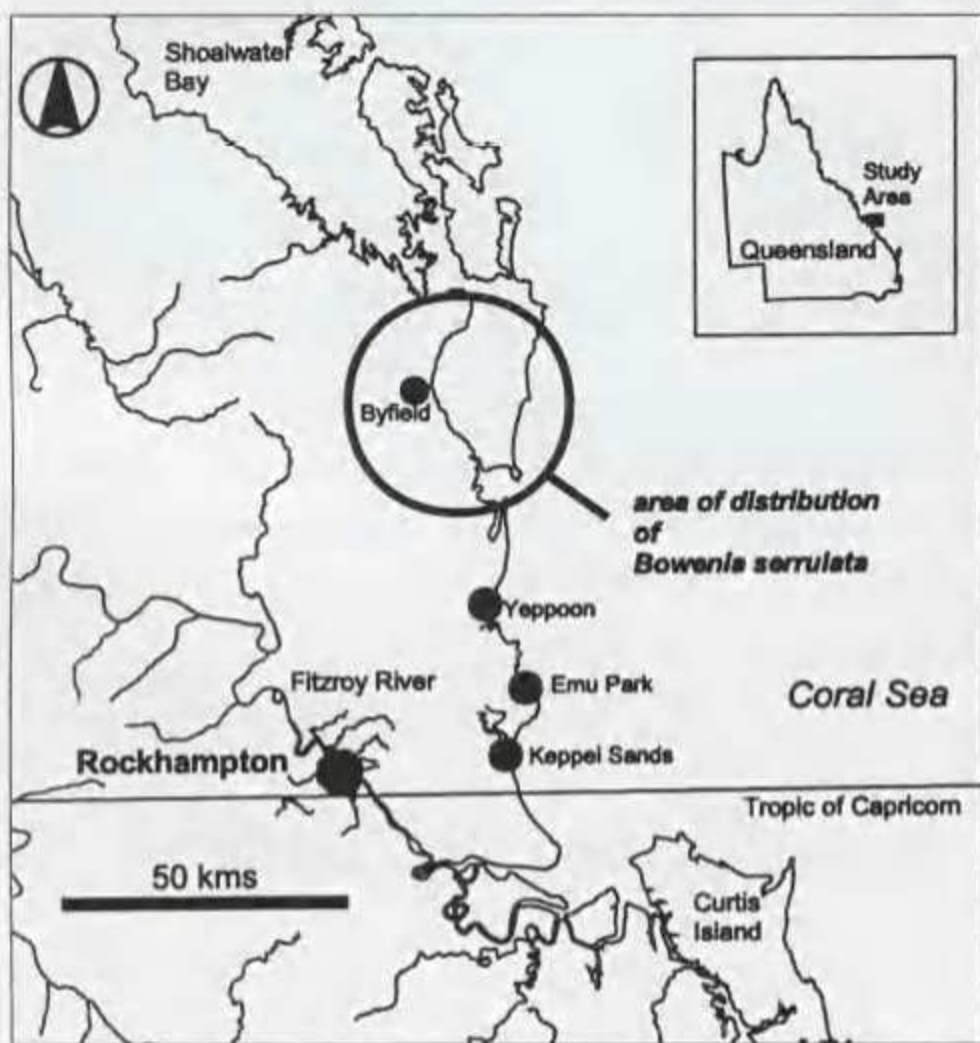 Shoalwater
Bay
Study
Area
Queensland
Byfield
area of distribution
of
Bowenia serrulata
Yeppoon
Fitzroy River
Emu Park
Coral Sea
Rockhampton
Keppel Sands
Tropic of Capricorn
50 kms
Curtis
Island